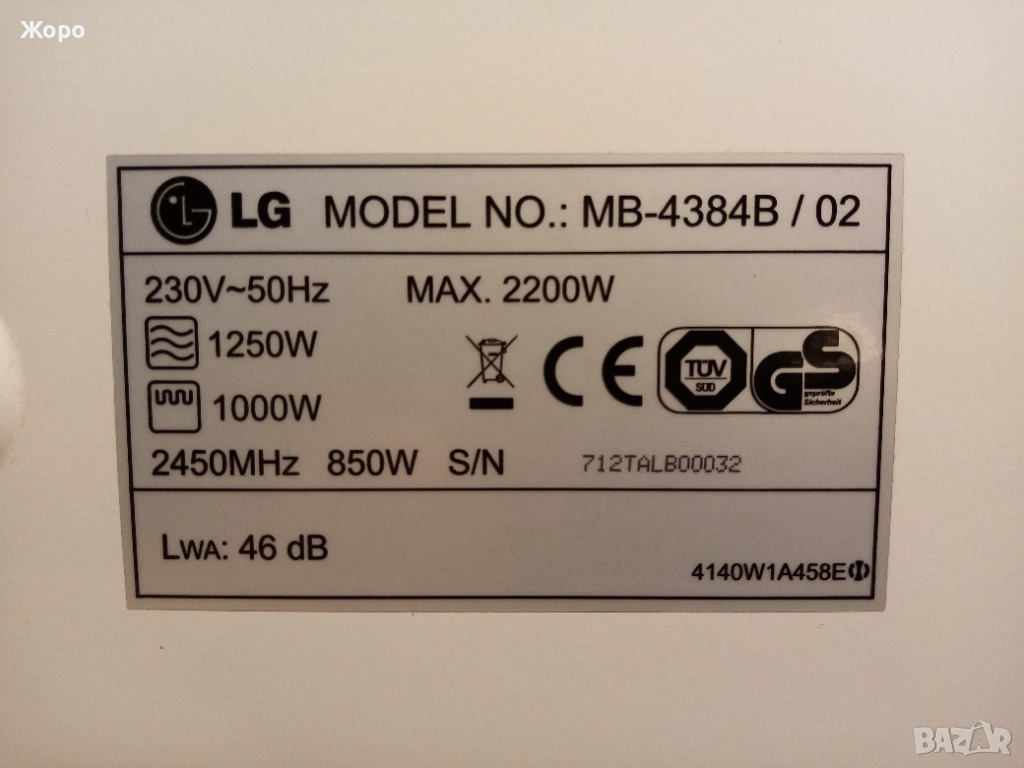 Жоро
LG MODEL NO.: MB-4384B / 02
230V~50Hz MAX. 2200W
1250W
1000W
TÜV
SÜD
GS
geprüfte
Sicherheit
2450MHz 850W S/N 712TALB00032
LWA: 46 dB
4140W1A458E
BAZAR